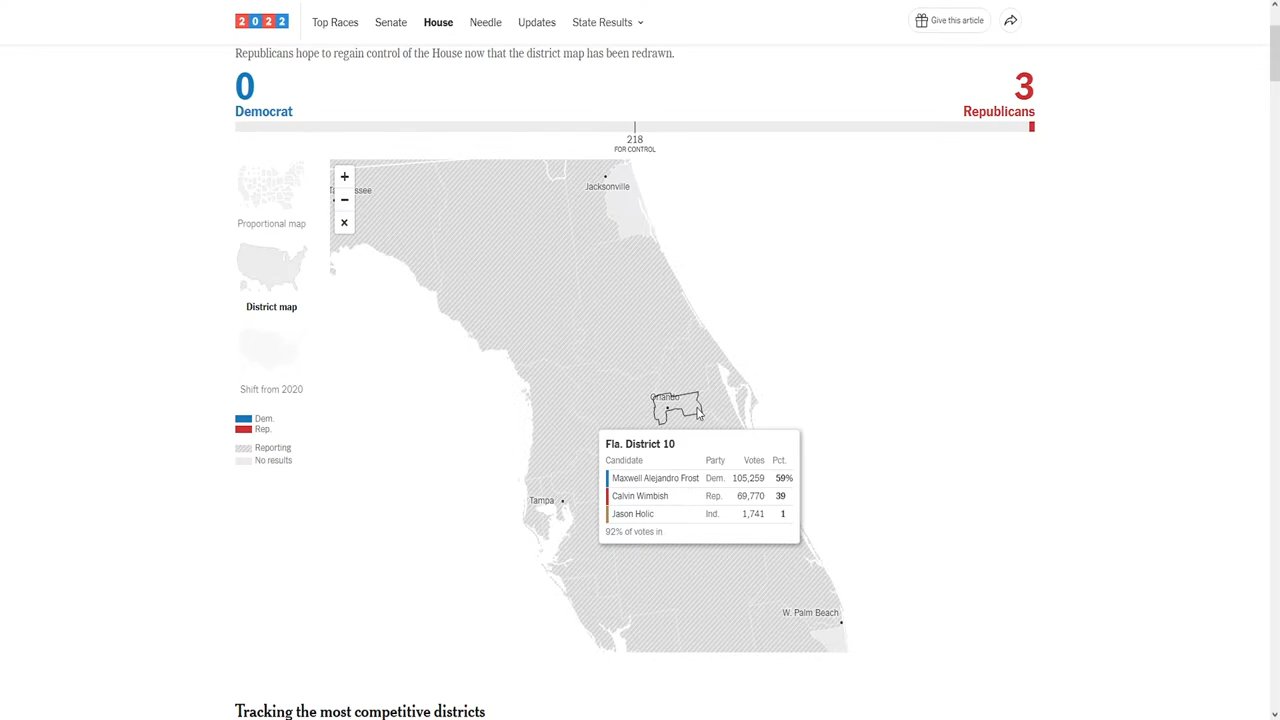 2022
Top Races Senate House Needle Updates State Results
Give this article
Republicans hope to regain control of the House now that the district map has been redrawn.
0
3
Democrat
Republicans
218
FOR CONTROL
Proportional map
District map
Shift from 2020
Dem.
Rep.
Reporting
No results
+
−
×
Jacksonville
Orlando
Tampa
W. Palm Beach
Fla. District 10
Candidate Party Votes Pct.
Maxwell Alejandro Frost Dem. 105,259 59%
Calvin Wimbish Rep. 69,770 39
Jason Holic Ind. 1,741 1
92% of votes in
Tracking the most competitive districts